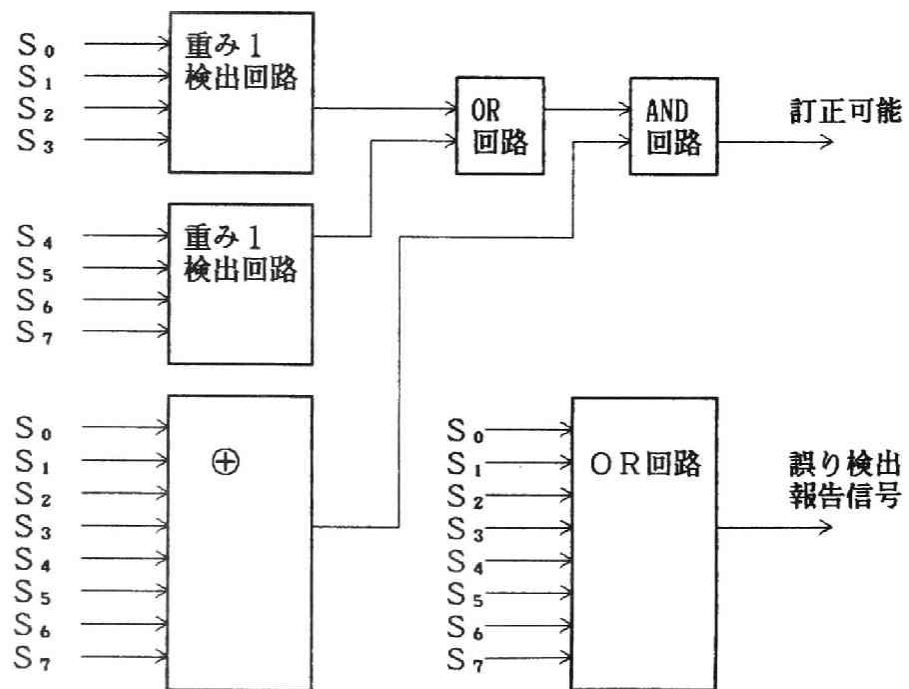 S₀
S₁
S₂
S₃
重み1
検出回路
OR
回路
AND
回路
訂正可能
S₄
S₅
S₆
S₇
重み1
検出回路
S₀
S₁
S₂
S₃
S₄
S₅
S₆
S₇
⊕
S₀
S₁
S₂
S₃
S₄
S₅
S₆
S₇
OR回路
誤り検出
報告信号